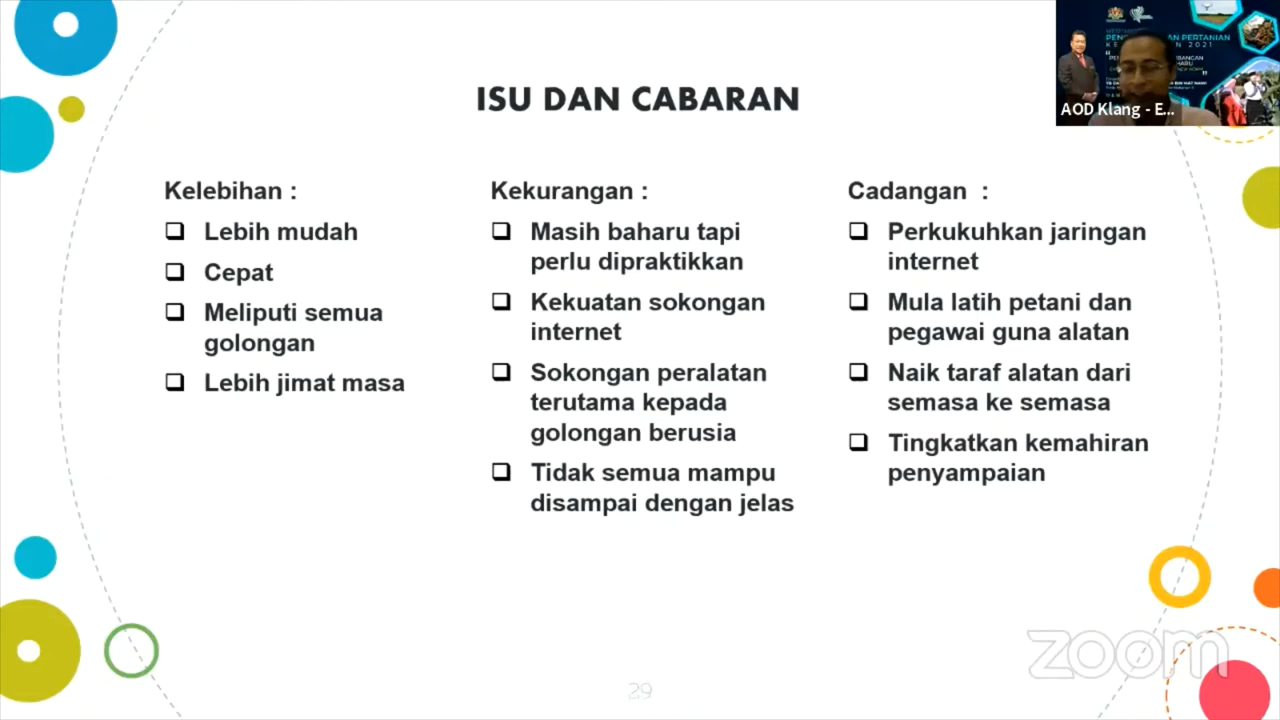 ISU DAN CABARAN
Kelebihan :
Lebih mudah
Cepat
Meliputi semua
golongan
Lebih jimat masa
Kekurangan :
Masih baharu tapi
perlu dipraktikkan
Kekuatan sokongan
internet
Sokongan peralatan
terutama kepada
golongan berusia
Tidak semua mampu
disampai dengan jelas
Cadangan :
Perkukuhkan jaringan
internet
Mula latih petani dan
pegawai guna alatan
Naik taraf alatan dari
semasa ke semasa
Tingkatkan kemahiran
penyampaian
AN PERTANIAN
2021
AOD Klang - E...
zoom
29